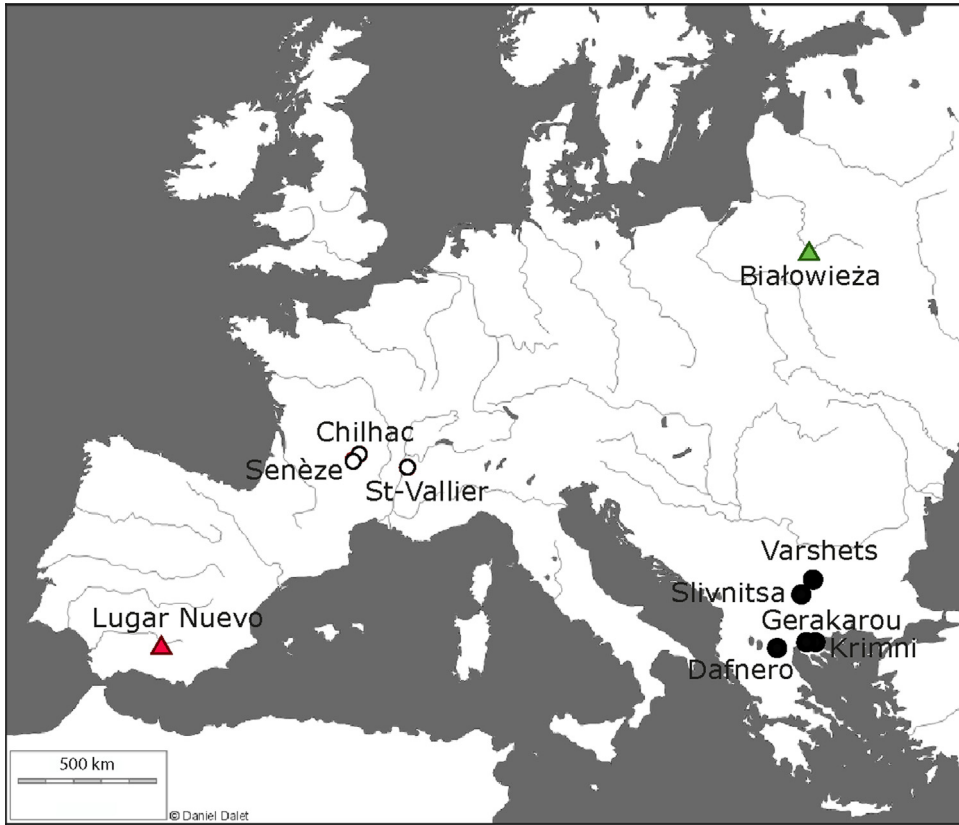 Białowieża
Chilhac
Senèze
St-Vallier
Varshets
Slivnitsa
Lugar Nuevo
Gerakarou
Krimni
Dafnero
500 km
© Daniel Dalet